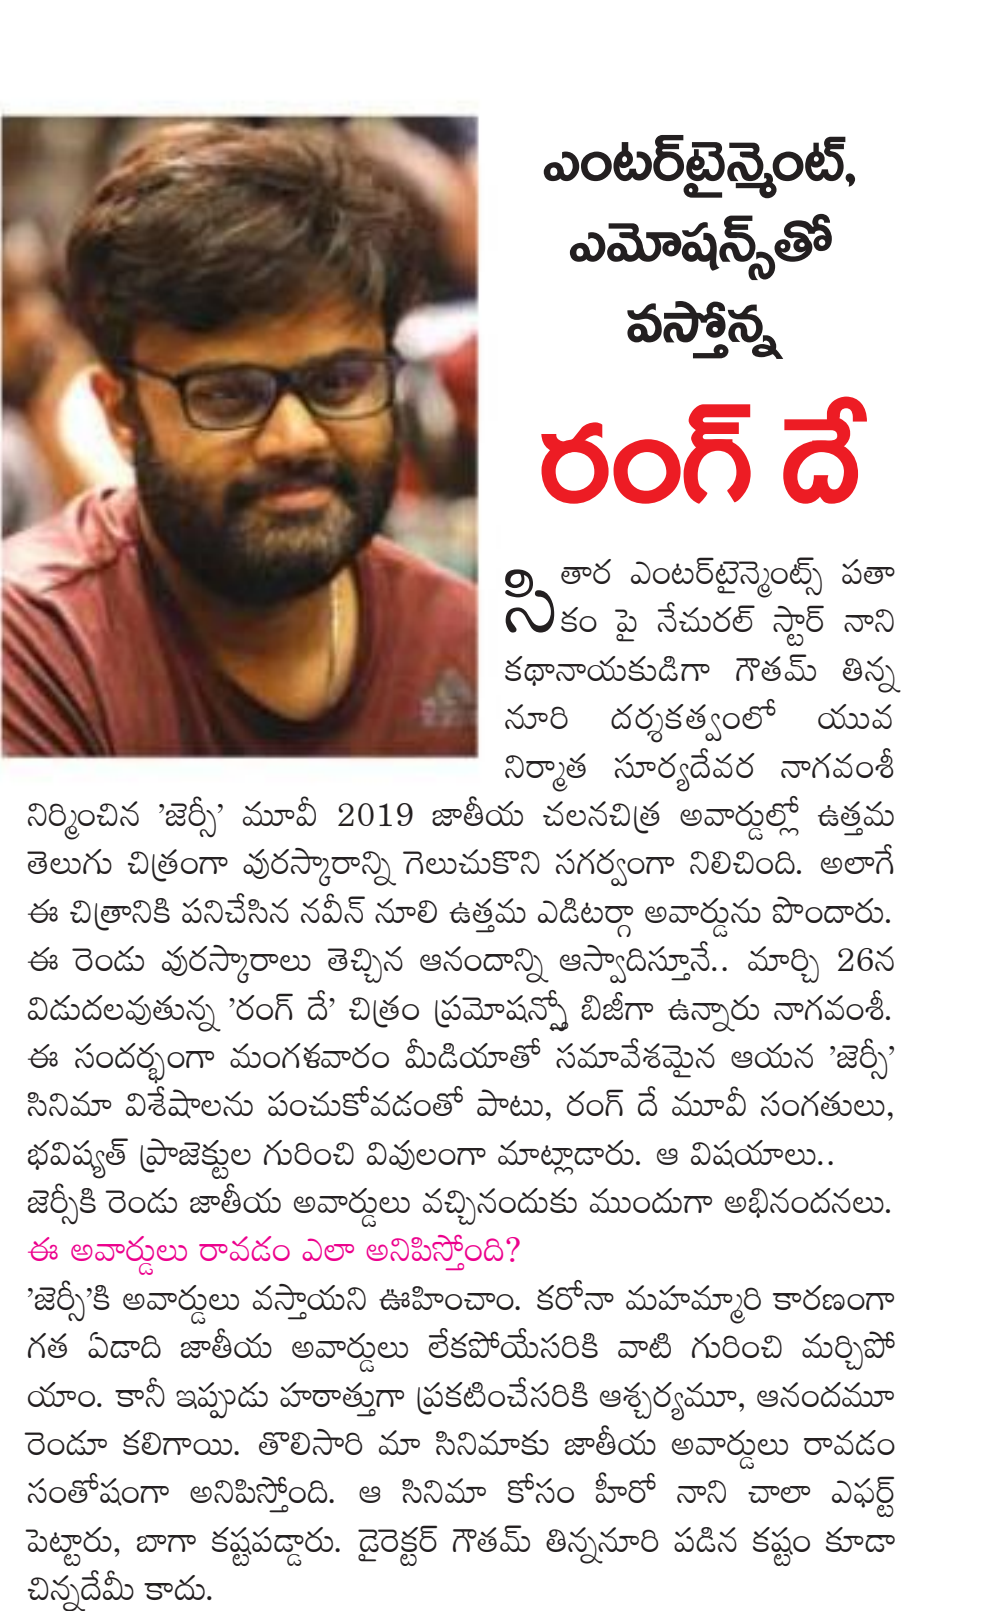 ఎంటర్‌టైన్మెంట్,
ఎమోషన్స్‌తో
వస్తోన్న
రంగ్ దే
సితార ఎంటర్‌టైన్మెంట్స్ పతా
కం పై నేచురల్ స్టార్ నాని
కథానాయకుడిగా గౌతమ్ తిన్న
నూరి దర్శకత్వంలో యువ
నిర్మాత సూర్యదేవర నాగవంశీ
నిర్మించిన ’జెర్సీ’ మూవీ 2019 జాతీయ చలనచిత్ర అవార్డుల్లో ఉత్తమ
తెలుగు చిత్రంగా వురస్కారాన్ని గెలుచుకొని సగర్వంగా నిలిచింది. అలాగే
ఈ చిత్రానికి పనిచేసిన నవీన్ నూలి ఉత్తమ ఎడిటర్గా అవార్డును పొందారు.
ఈ రెండు వురస్కారాలు తెచ్చిన ఆనందాన్ని ఆస్వాదిస్తూనే.. మార్చి 26న
విడుదలవుతున్న ’రంగ్ దే’ చిత్రం ప్రమోషన్స్తో బిజీగా ఉన్నారు నాగవంశీ.
ఈ సందర్భంగా మంగళవారం మీడియాతో సమావేశమైన ఆయన ’జెర్సీ’
సినిమా విశేషాలను పంచుకోవడంతో పాటు, రంగ్ దే మూవీ సంగతులు,
భవిష్యత్ ప్రాజెక్టుల గురించి వివులంగా మాట్లాడారు. ఆ విషయాలు..
జెర్సీకి రెండు జాతీయ అవార్డులు వచ్చినందుకు ముందుగా అభినందనలు.
ఈ అవార్డులు రావడం ఎలా అనిపిస్తోంది?
’జెర్సీ’కి అవార్డులు వస్తాయని ఊహించాం. కరోనా మహమ్మారి కారణంగా
గత ఏడాది జాతీయ అవార్డులు లేకపోయేసరికి వాటి గురించి మర్చిపో
యాం. కానీ ఇప్పుడు హఠాత్తుగా ప్రకటించేసరికి ఆశ్చర్యమూ, ఆనందమూ
రెండూ కలిగాయి. తొలిసారి మా సినిమాకు జాతీయ అవార్డులు రావడం
సంతోషంగా అనిపిస్తోంది. ఆ సినిమా కోసం హీరో నాని చాలా ఎఫర్ట్
పెట్టారు, బాగా కష్టపడ్డారు. డైరెక్టర్ గౌతమ్ తిన్ననూరి పడిన కష్టం కూడా
చిన్నదేమీ కాదు.